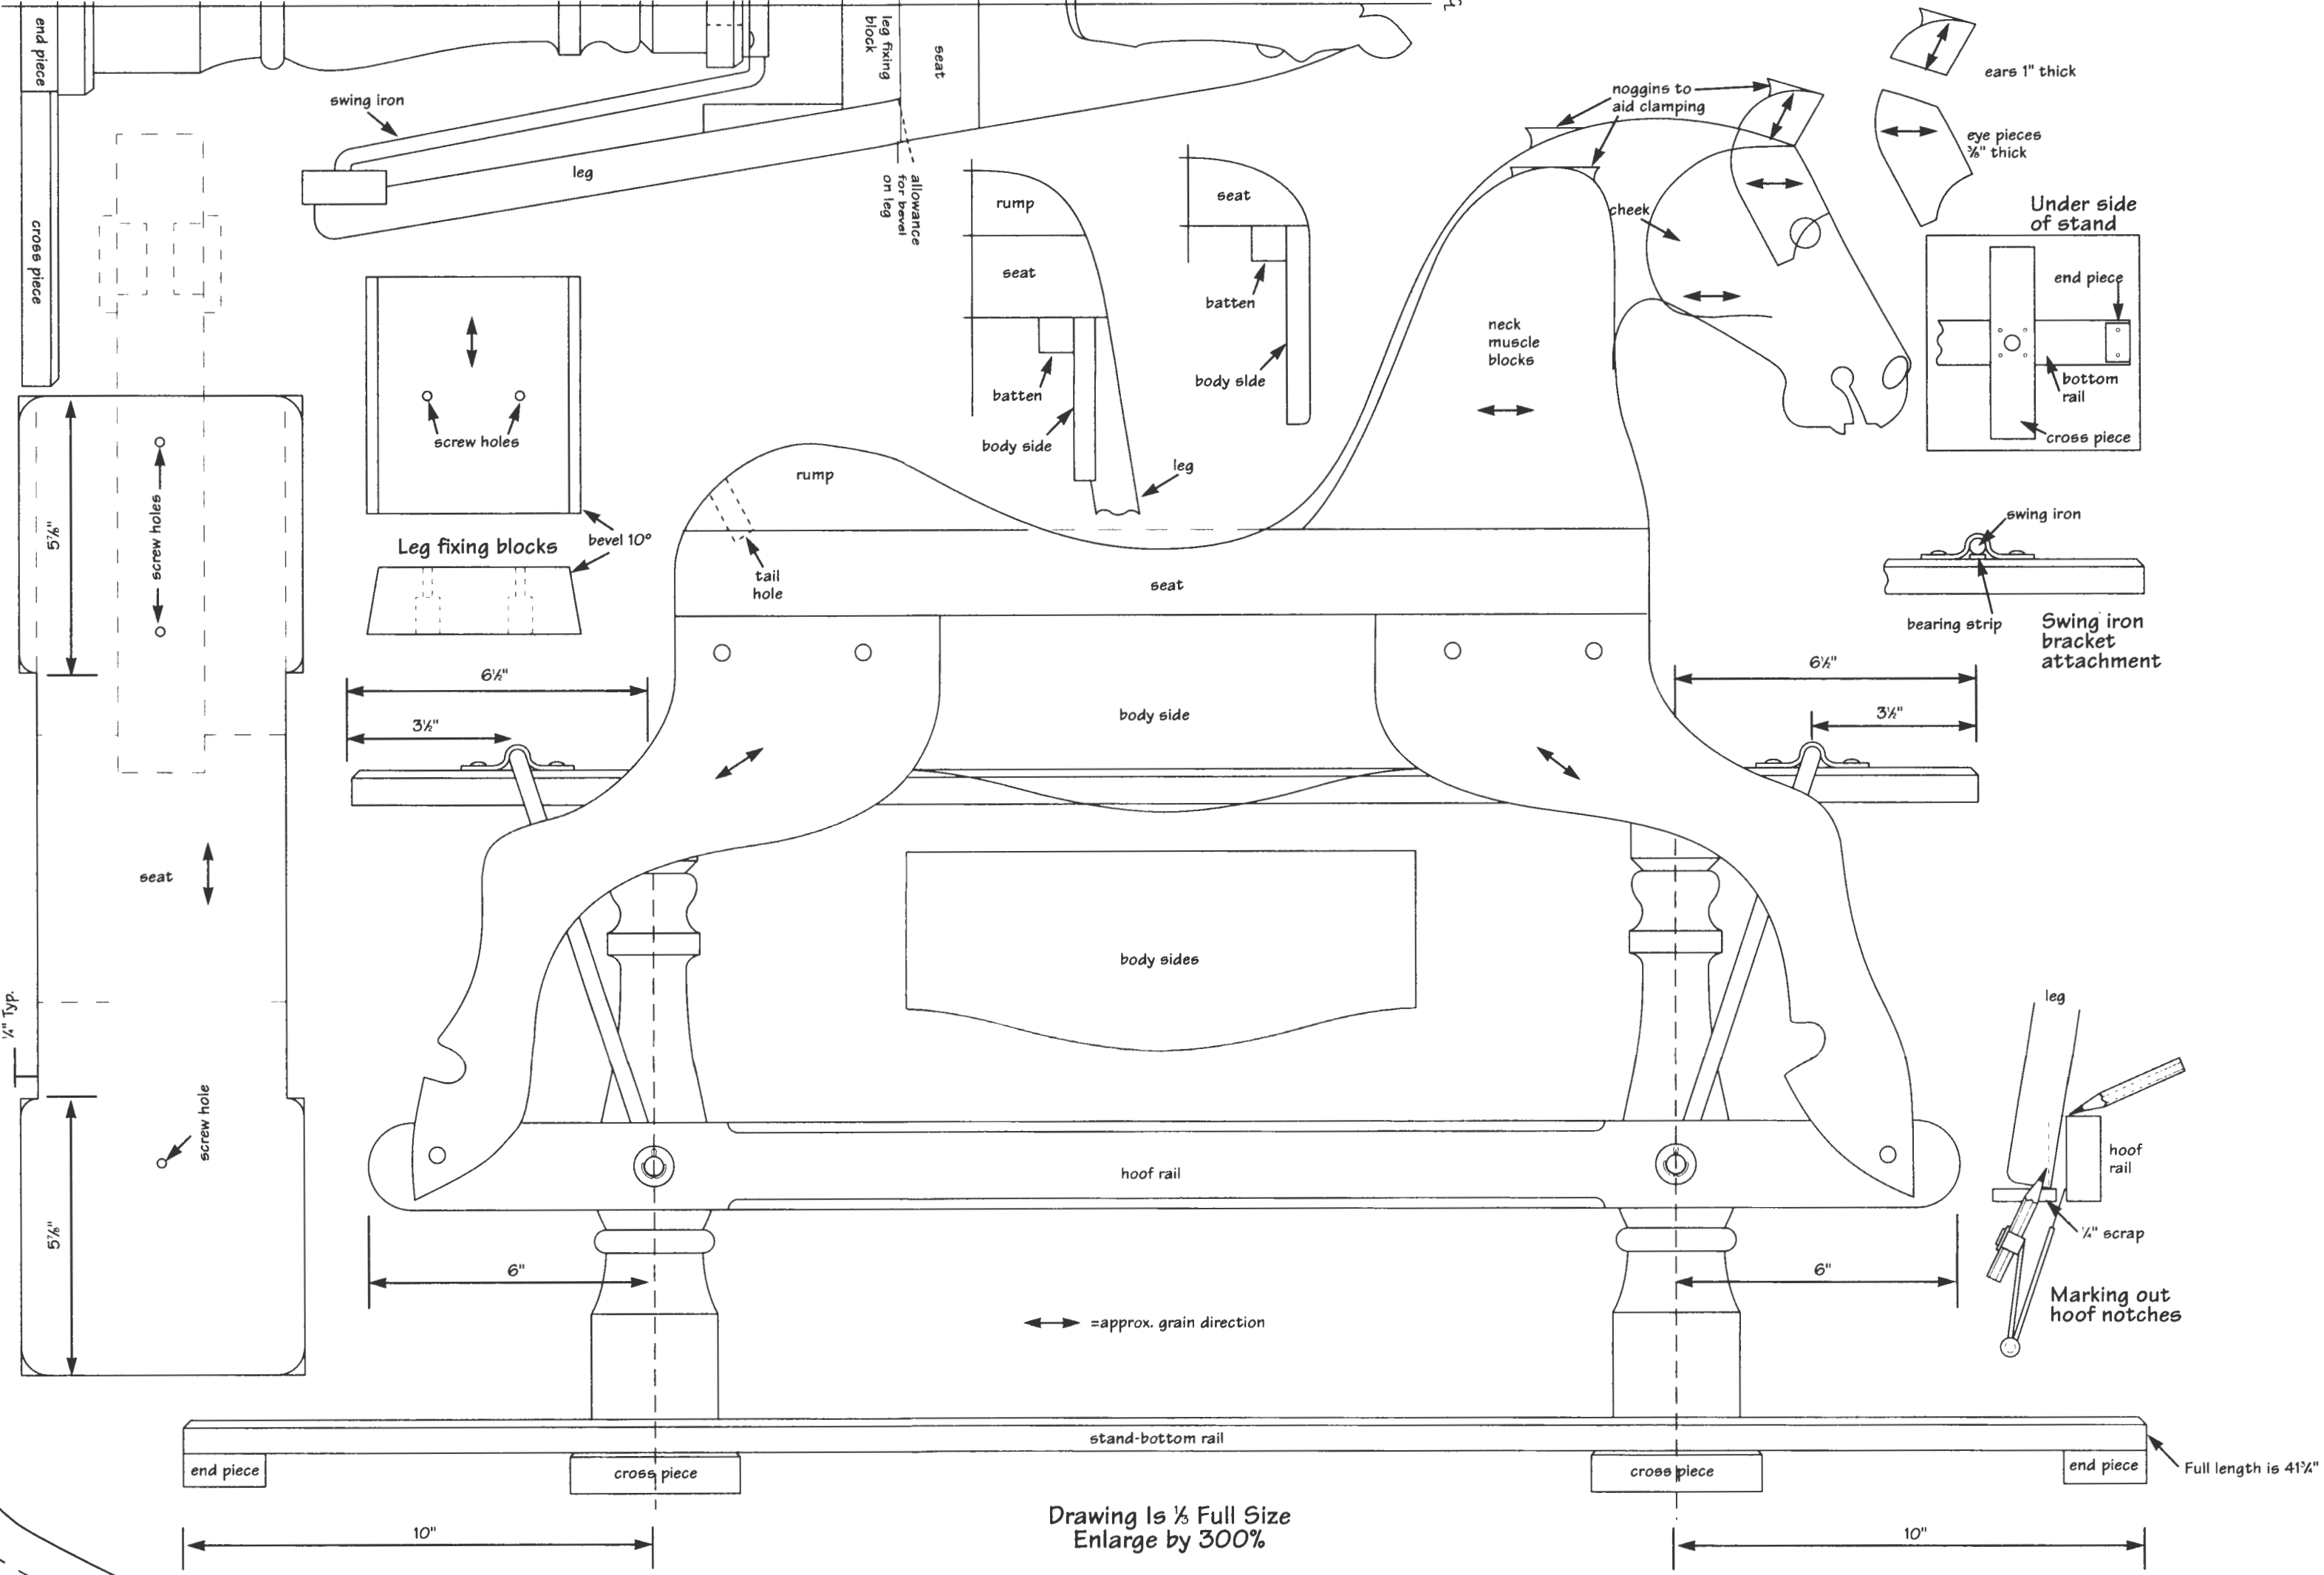 end piece
cross piece
swing iron
leg
leg fixing
block
seat
allowance
for bevel
on leg
rump
seat
batten
body side
leg
seat
batten
body side
noggins to
aid clamping
ears 1" thick
eye pieces
⅜" thick
cheek
neck
muscle
blocks
Under side
of stand
end piece
bottom
rail
cross piece
screw holes
bevel 10°
Leg fixing blocks
5⅞"
screw holes
rump
tail
hole
seat
swing iron
bearing strip
Swing iron
bracket
attachment
6½"
3½"
6½"
3½"
body side
seat
body sides
¼" Typ.
screw hole
5⅞"
hoof rail
6"
6"
leg
hoof
rail
¼" scrap
Marking out
hoof notches
=approx. grain direction
stand-bottom rail
end piece
cross piece
cross piece
end piece
Full length is 41¾"
Drawing Is ⅓ Full Size
Enlarge by 300%
10"
10"